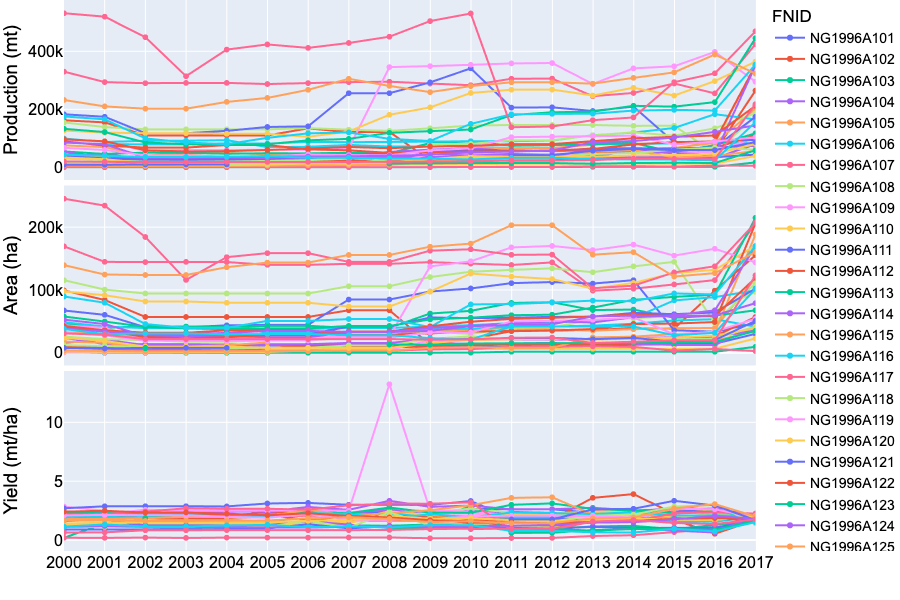 FNID
NG1996A101
NG1996A102
NG1996A103
NG1996A104
NG1996A105
NG1996A106
NG1996A107
NG1996A108
NG1996A109
NG1996A110
NG1996A111
NG1996A112
NG1996A113
NG1996A114
NG1996A115
NG1996A116
NG1996A117
NG1996A118
NG1996A119
NG1996A120
NG1996A121
NG1996A122
NG1996A123
NG1996A124
NG1996A125
Production (mt)
400k
200k
0
Area (ha)
200k
100k
0
Yield (mt/ha)
10
5
0
2000 2001 2002 2003 2004 2005 2006 2007 2008 2009 2010 2011 2012 2013 2014 2015 2016 2017